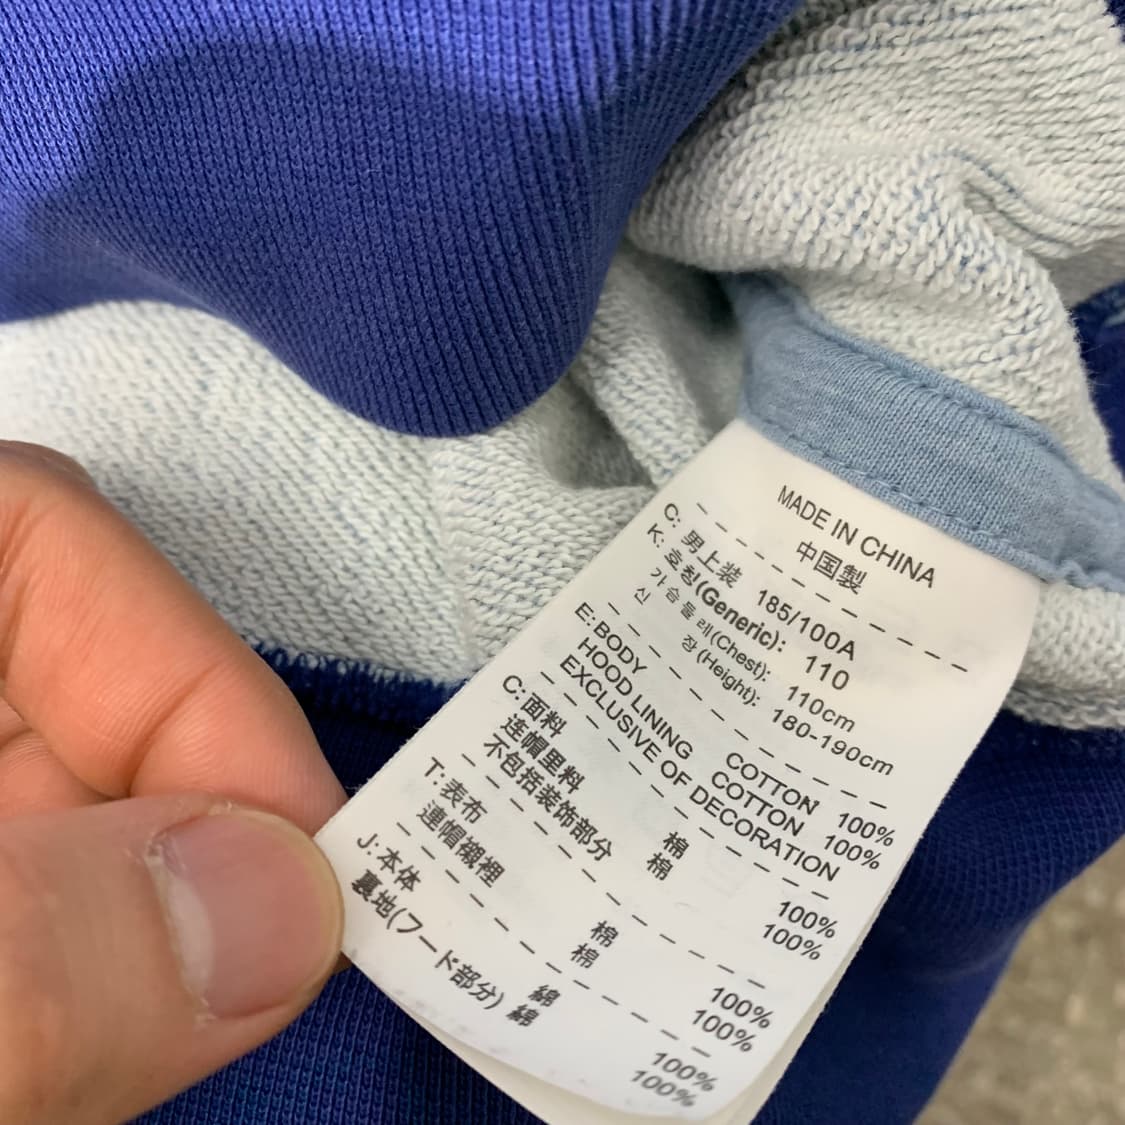 MADE IN CHINA
中国製
C: 男上装 185/100A
K: 호칭(Generic): 110
가슴둘레(Chest): 110cm
신 장(Height): 180-190cm
E: BODY COTTON 100%
HOOD LINING COTTON 100%
EXCLUSIVE OF DECORATION
C: 面料 棉 100%
连帽里料 棉 100%
不包括装饰部分
T: 表布 棉 100%
連帽襯裡 棉 100%
J: 本体 綿 100%
裏地(フード部分) 綿 100%